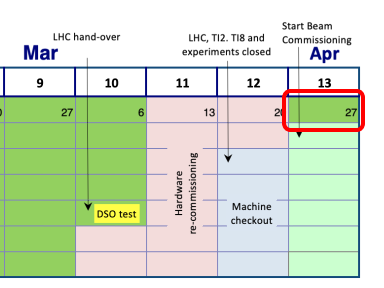 Start Beam
LHC hand-over
LHC, TI2. TI8 and
Commissioning
experiments closed
Mar
Apr
9
10
11
12
13
27
6
13
20
27
Hardware
re-commissioning
DSO test
Machine
checkout